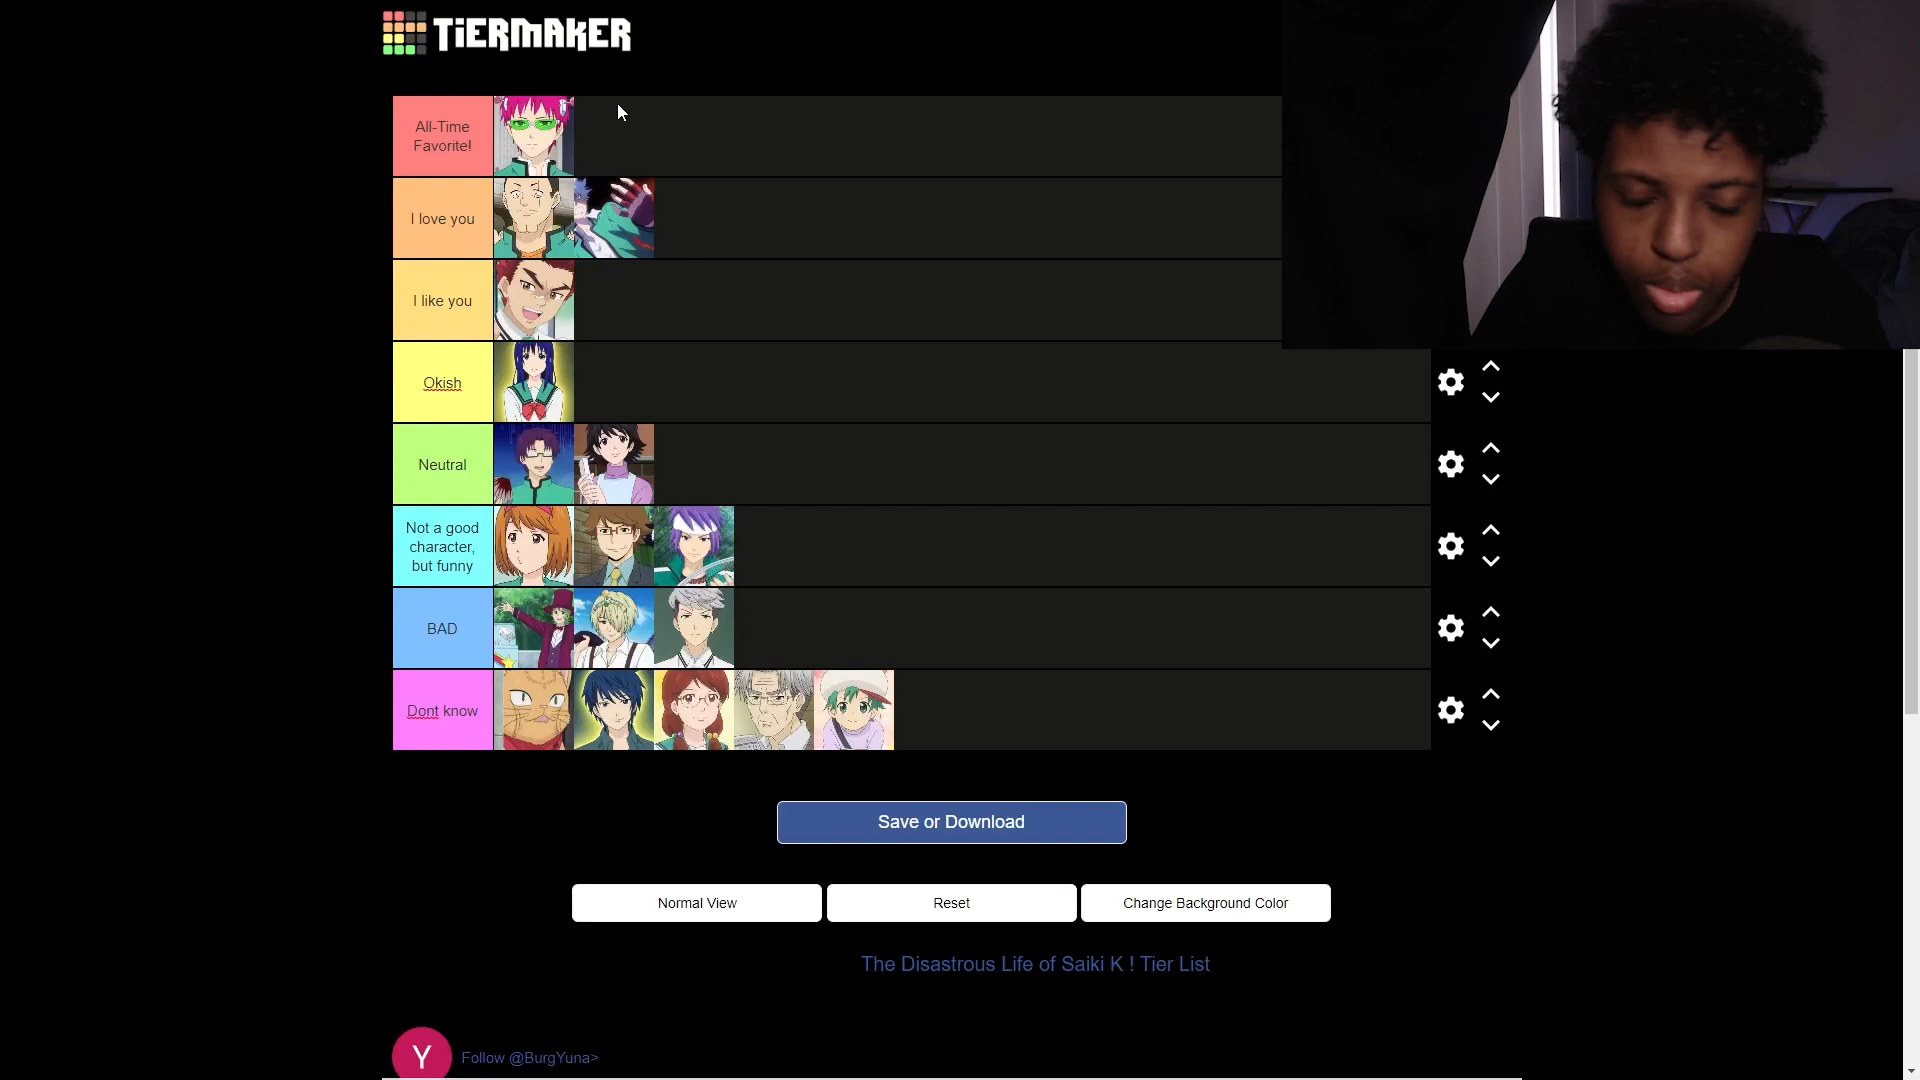 TiERMAKER
All-Time
Favorite!
I love you
I like you
Okish
Neutral
Not a good
character,
but funny
BAD
Dont know
Save or Download
Normal View
Reset
Change Background Color
The Disastrous Life of Saiki K ! Tier List
Y
Follow @BurgYuna>